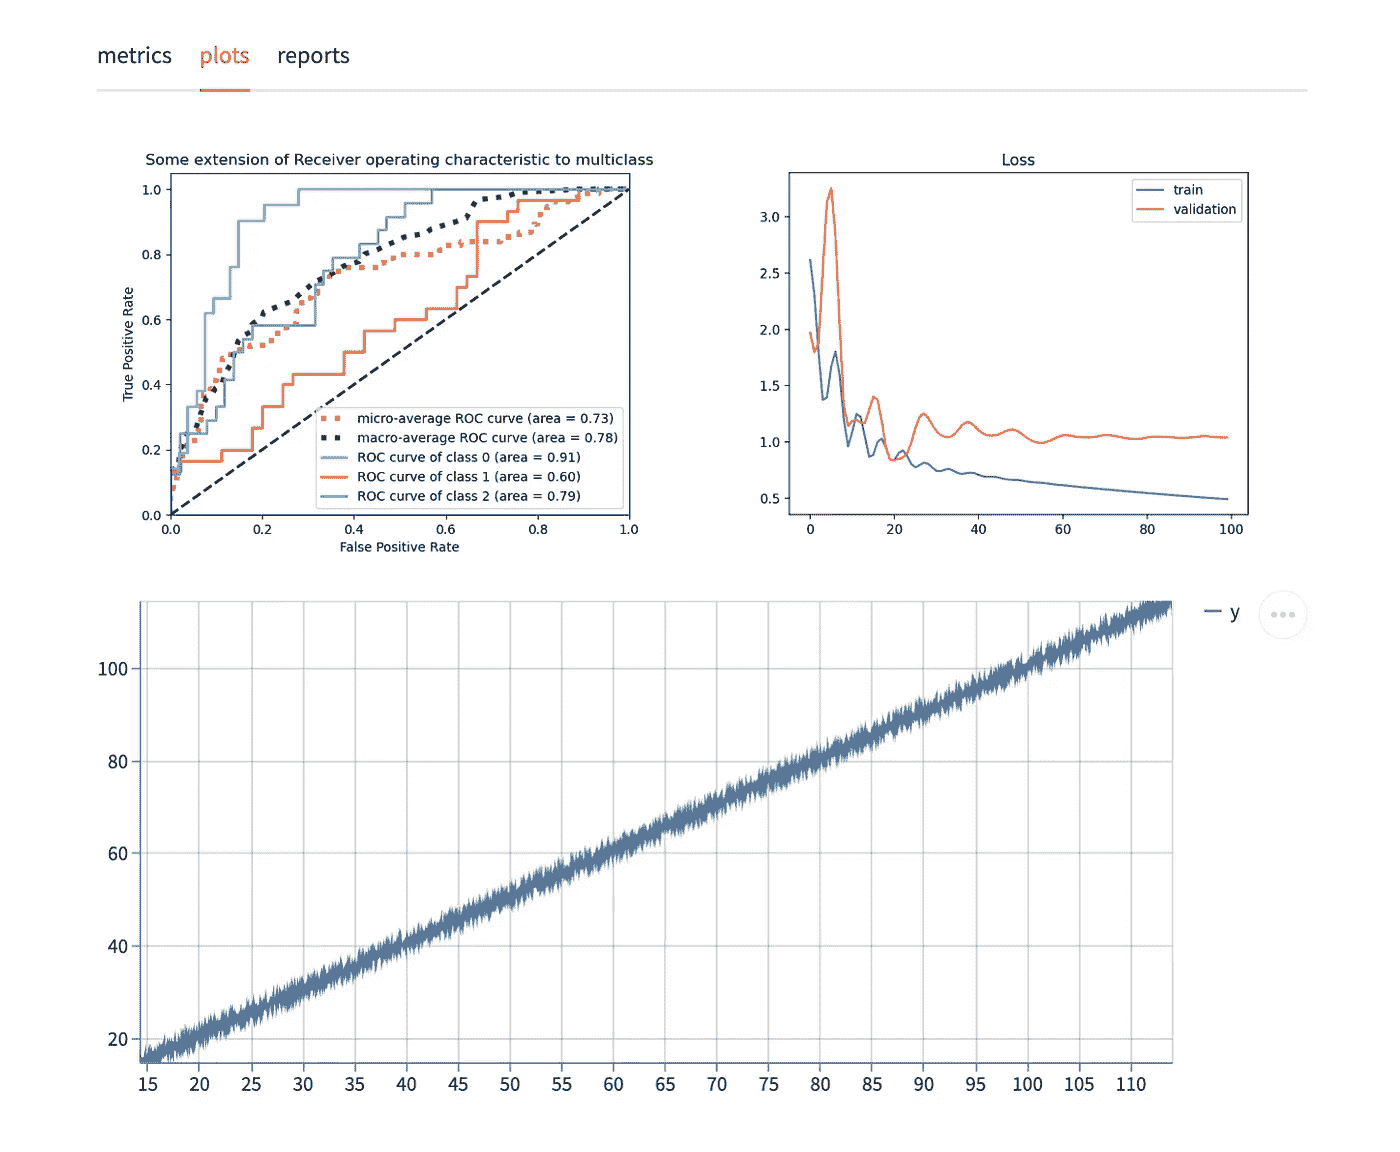 metrics plots reports
Some extension of Receiver operating characteristic to multiclass
1.0
0.8
0.6
0.4
0.2
0.0
True Positive Rate
micro-average ROC curve (area = 0.73)
macro-average ROC curve (area = 0.78)
ROC curve of class 0 (area = 0.91)
ROC curve of class 1 (area = 0.60)
ROC curve of class 2 (area = 0.79)
0.0 0.2 0.4 0.6 0.8 1.0
False Positive Rate
Loss
train
validation
3.0
2.5
2.0
1.5
1.0
0.5
0 20 40 60 80 100
y
100
80
60
40
20
15 20 25 30 35 40 45 50 55 60 65 70 75 80 85 90 95 100 105 110